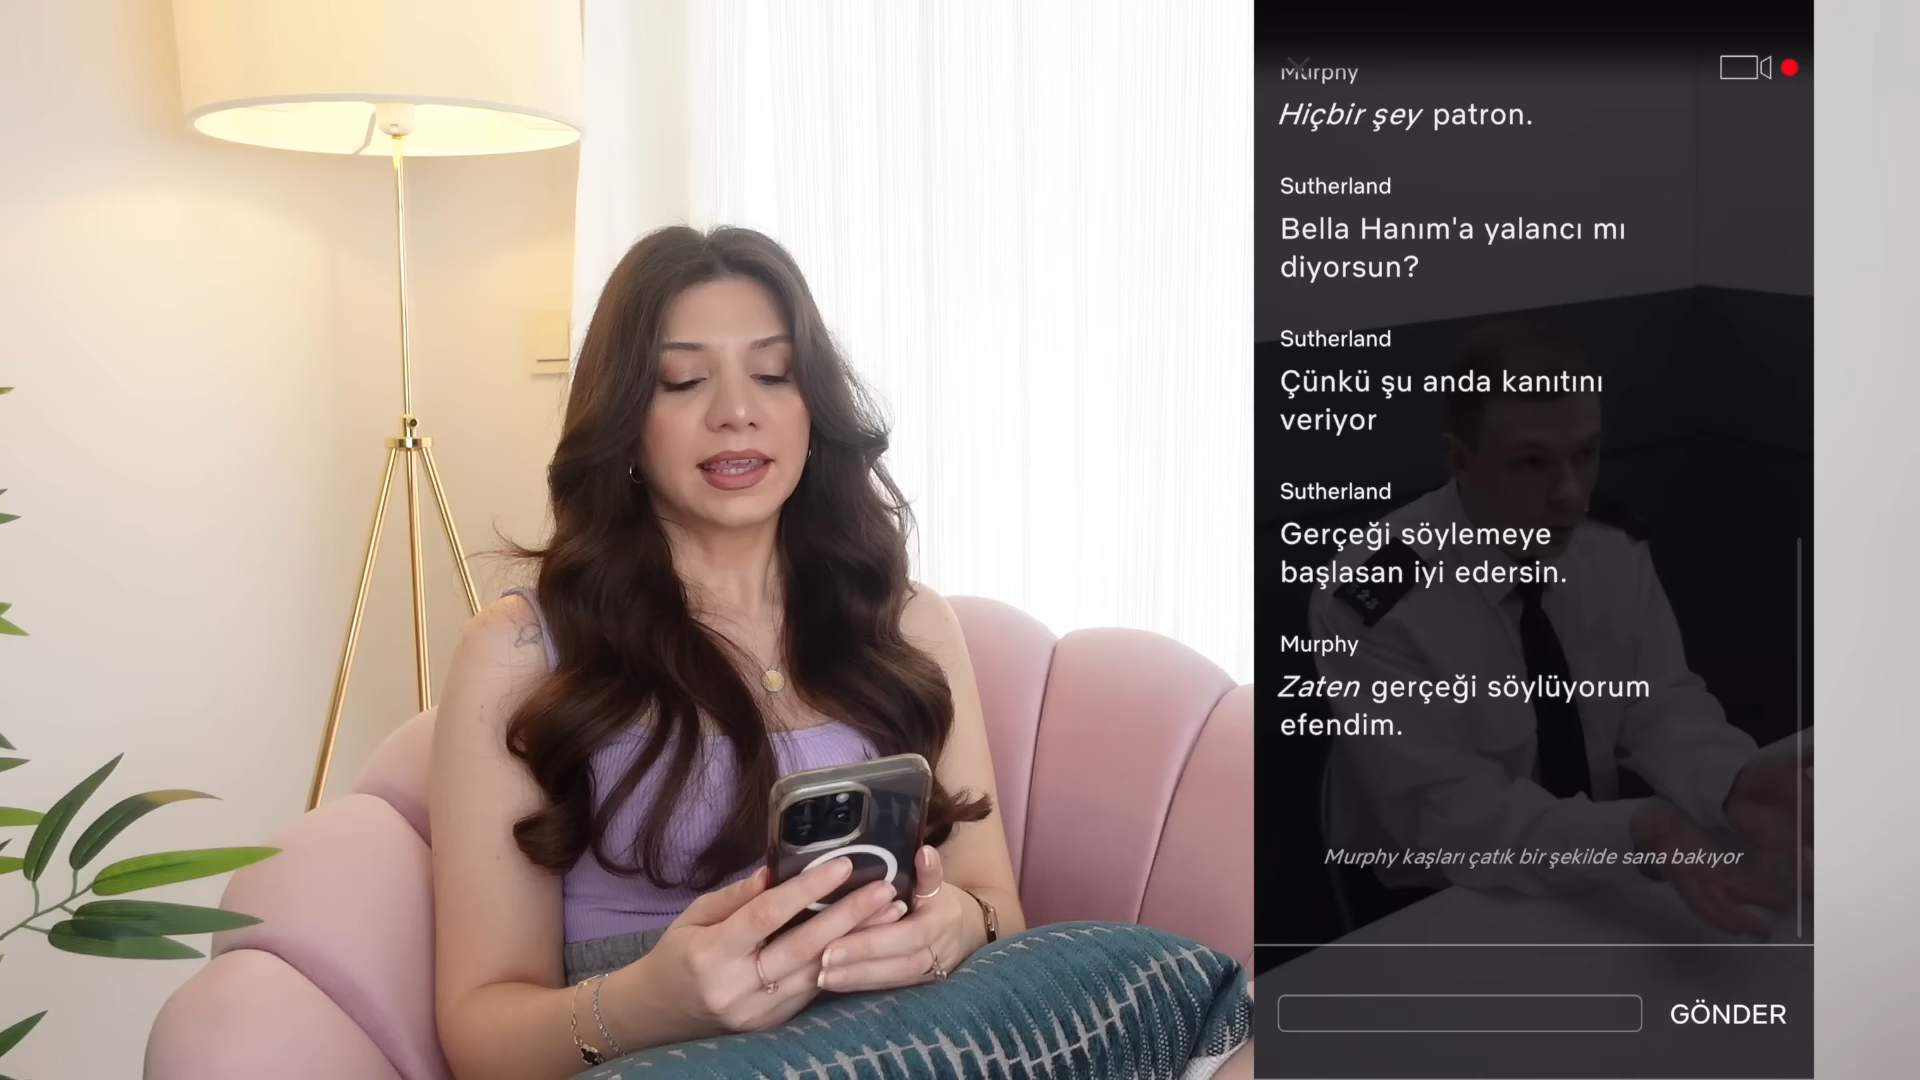 Murphy
Hiçbir şey patron.
Sutherland
Bella Hanım'a yalancı mı
diyorsun?
Sutherland
Çünkü şu anda kanıtını
veriyor
Sutherland
Gerçeği söylemeye
başlasan iyi edersin.
Murphy
Zaten gerçeği söylüyorum
efendim.
Murphy kaşları çatık bir şekilde sana bakıyor
GÖNDER